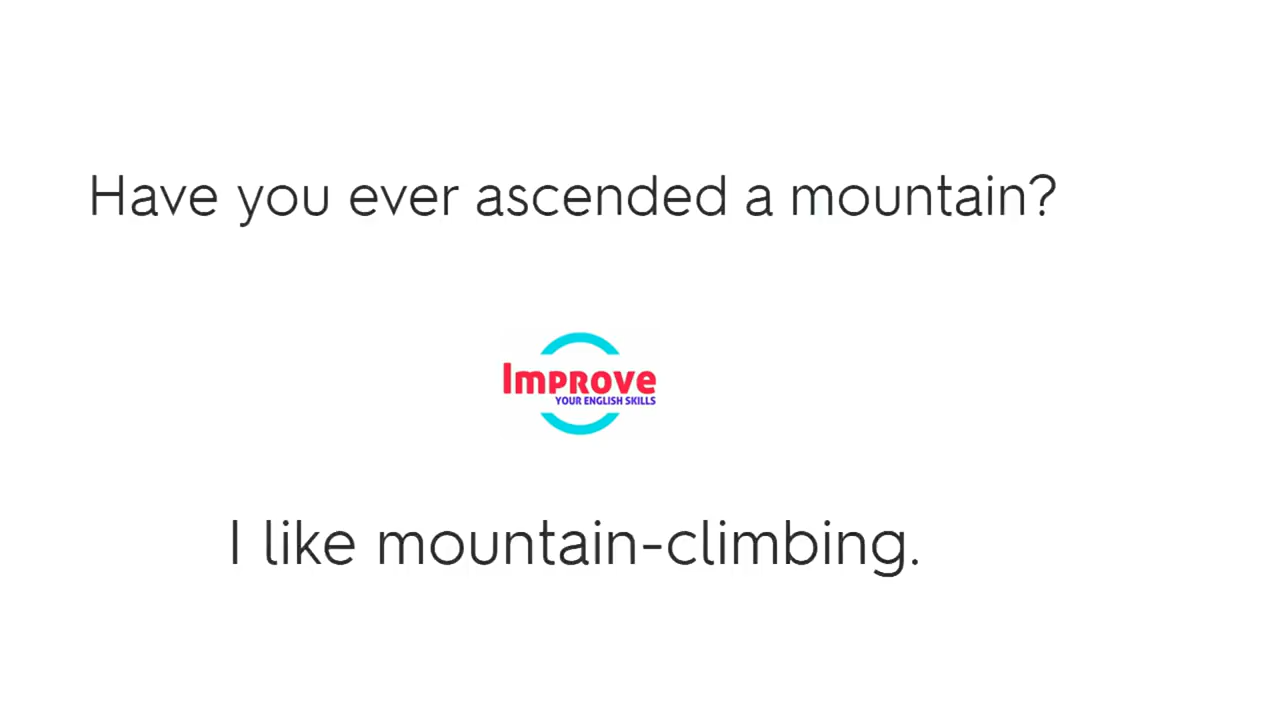 Have you ever ascended a mountain?
Improve
YOUR ENGLISH SKILLS
I like mountain-climbing.